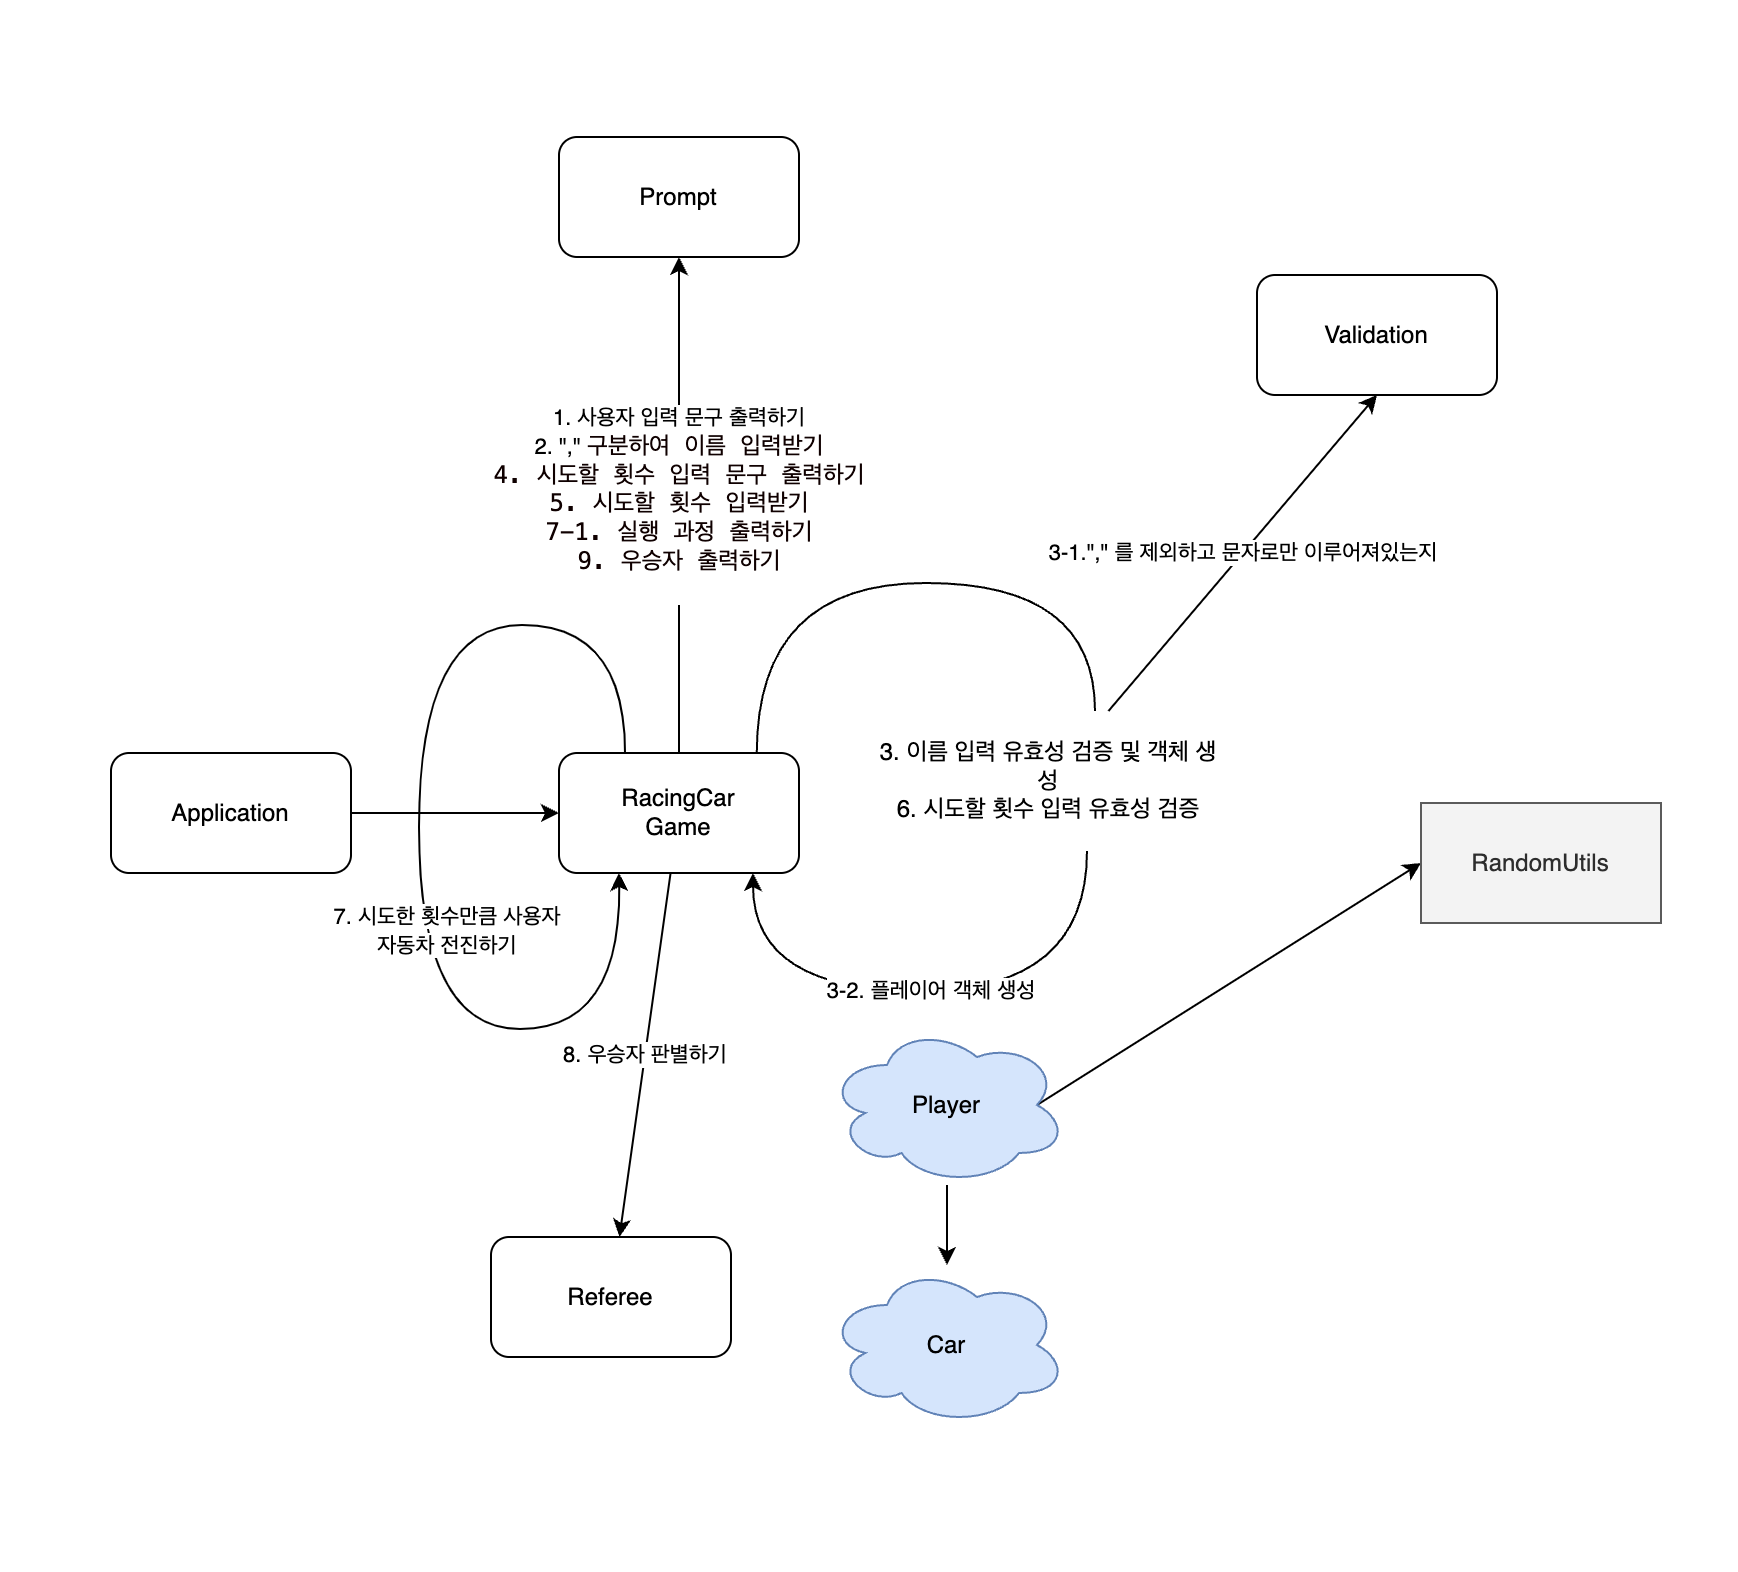 Prompt
Validation
1. 사용자 입력 문구 출력하기
2. "," 구분하여 이름 입력받기
4. 시도할 횟수 입력 문구 출력하기
5. 시도할 횟수 입력받기
7-1. 실행 과정 출력하기
9. 우승자 출력하기
3-1."," 를 제외하고 문자로만 이루어져있는지
3. 이름 입력 유효성 검증 및 객체 생
성
6. 시도할 횟수 입력 유효성 검증
Application
RacingCar
Game
RandomUtils
7. 시도한 횟수만큼 사용자
자동차 전진하기
3-2. 플레이어 객체 생성
8. 우승자 판별하기
Player
Referee
Car